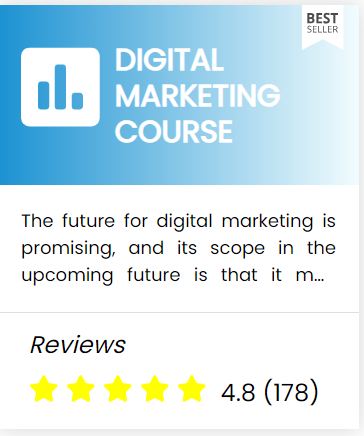 BEST
SELLER
DIGITAL
MARKETING
COURSE
The future for digital marketing is
promising, and its scope in the
upcoming future is that it m...
Reviews
4.8 (178)